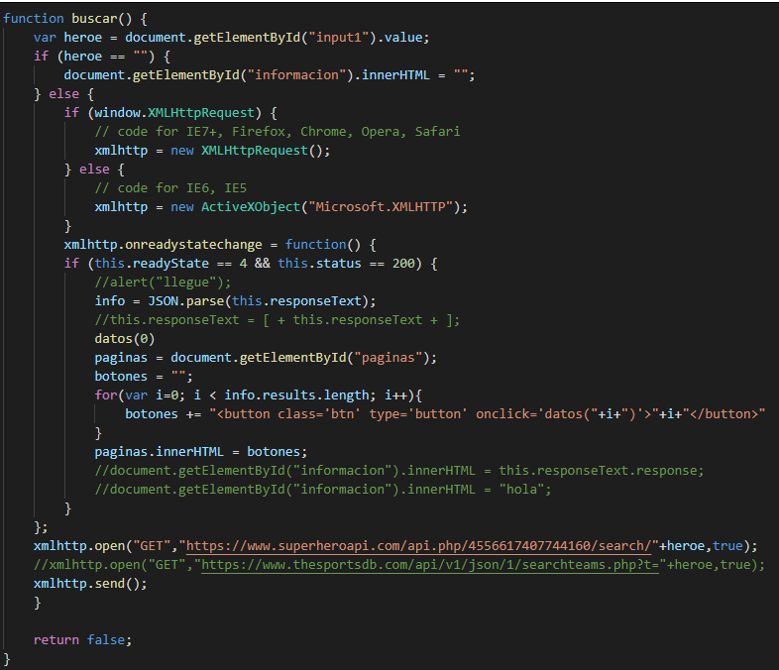 function buscar() {
    var heroe = document.getElementById("input1").value;
    if (heroe == "") {
        document.getElementById("informacion").innerHTML = "";
    } else {
        if (window.XMLHttpRequest) {
            // code for IE7+, Firefox, Chrome, Opera, Safari
            xmlhttp = new XMLHttpRequest();
        } else {
            // code for IE6, IE5
            xmlhttp = new ActiveXObject("Microsoft.XMLHTTP");
        }
        xmlhttp.onreadystatechange = function() {
        if (this.readyState == 4 && this.status == 200) {
            //alert("llegue");
            info = JSON.parse(this.responseText);
            //this.responseText = [ + this.responseText + ];
            datos(0)
            paginas = document.getElementById("paginas");
            botones = "";
            for(var i=0; i < info.results.length; i++){
                botones += "<button class='btn' type='button' onclick='datos("+i+")'>"+i+"</button>"
            }
            paginas.innerHTML = botones;
            //document.getElementById("informacion").innerHTML = this.responseText.response;
            //document.getElementById("informacion").innerHTML = "hola";
        }
    };
    xmlhttp.open("GET","https://www.superheroapi.com/api.php/4556617407744160/search/"+heroe,true);
    //xmlhttp.open("GET","https://www.thesportsdb.com/api/v1/json/1/searchteams.php?t="+heroe,true);
    xmlhttp.send();
    }
    return false;
}